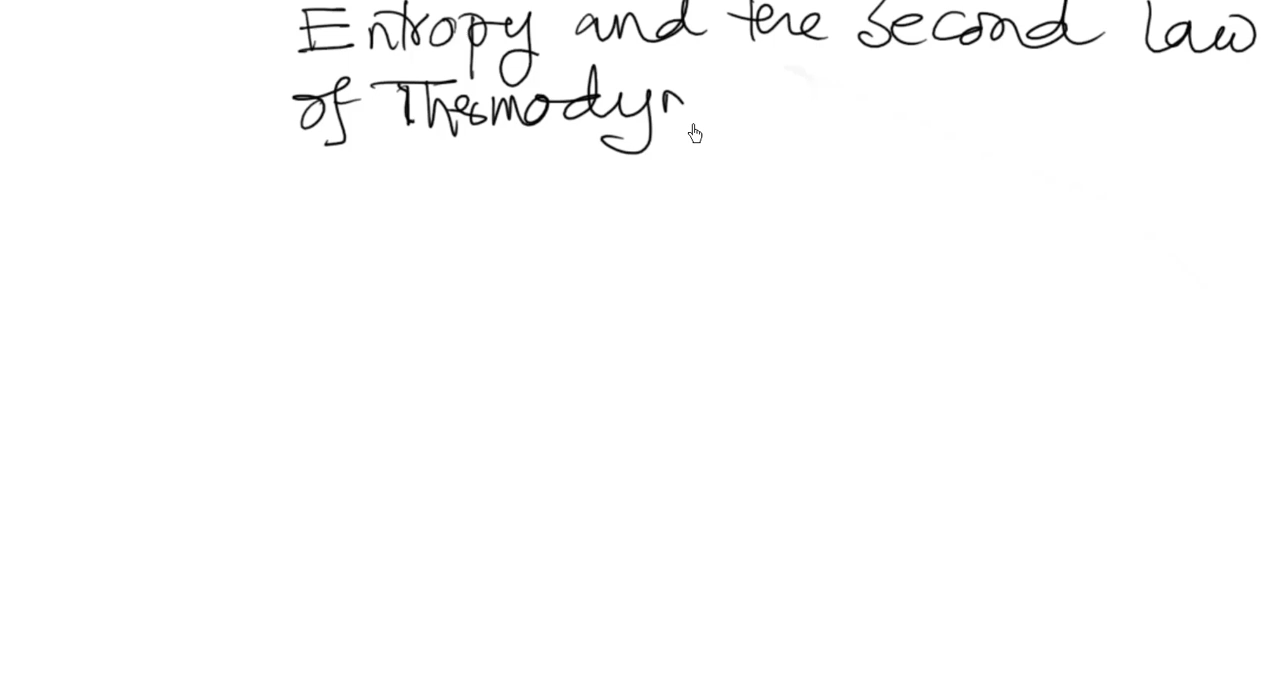 Entropy and the Second law
of Thermodyn